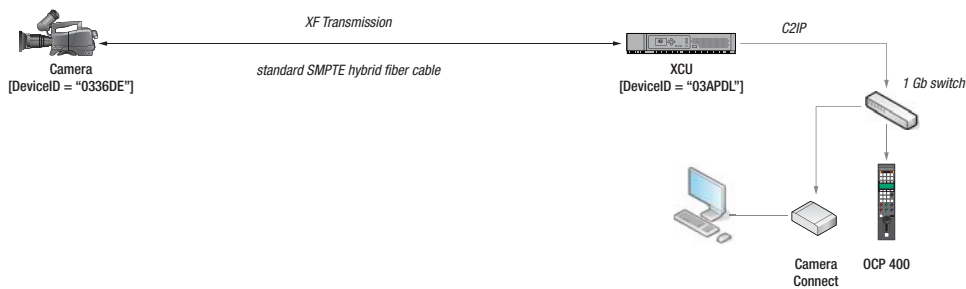 XF Transmission
C2IP
standard SMPTE hybrid fiber cable
Camera
[DeviceID = “0336DE”]
XCU
[DeviceID = “03APDL”]
1 Gb switch
Camera
Connect
OCP 400